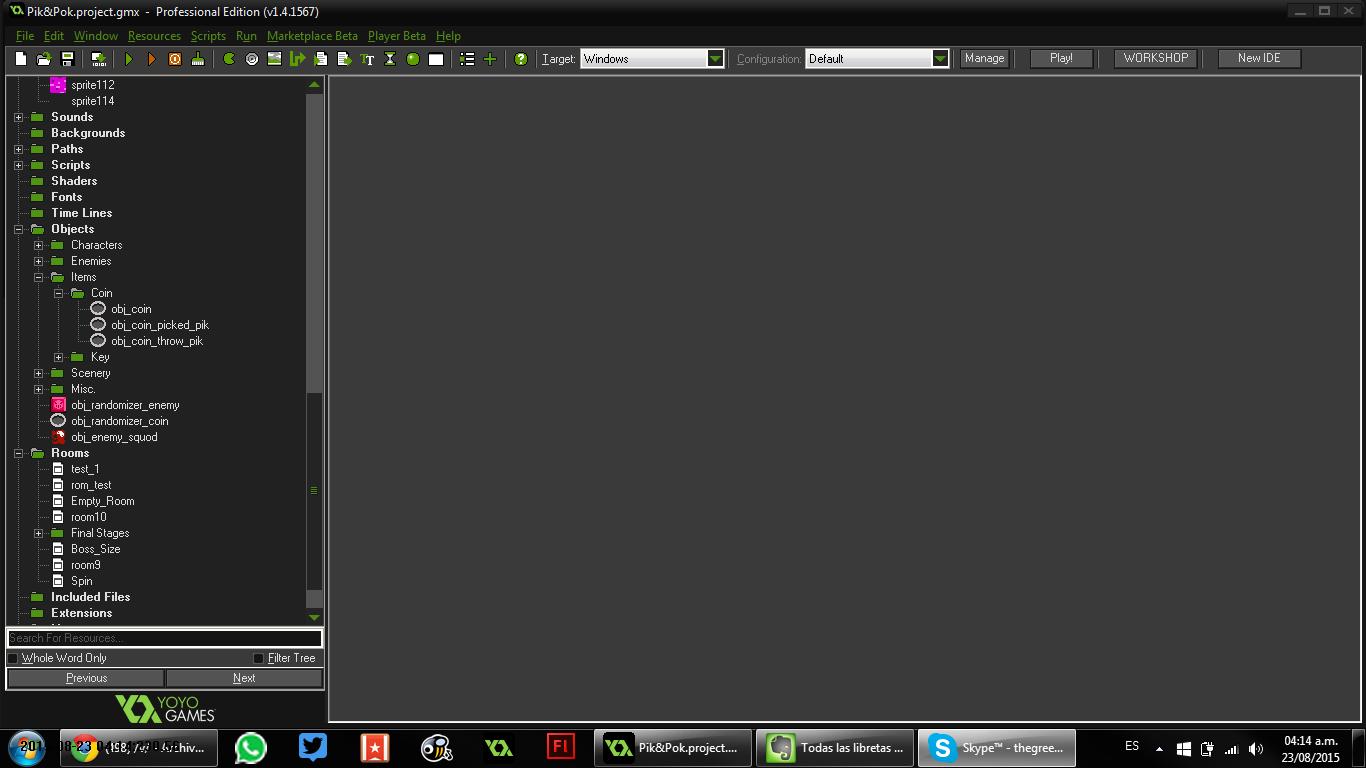 Pik&Pok.project.gmx - Professional Edition (v1.4.1567)
File Edit Window Resources Scripts Run Marketplace Beta Player Beta Help
Target: Windows Configuration: Default Manage Play! WORKSHOP New IDE
sprite112
sprite114
Sounds
Backgrounds
Paths
Scripts
Shaders
Fonts
Time Lines
Objects
Characters
Enemies
Items
Coin
obj_coin
obj_coin_picked_pik
obj_coin_throw_pik
Key
Scenery
Misc.
obj_randomizer_enemy
obj_randomizer_coin
obj_enemy_squod
Rooms
test_1
rom_test
Empty_Room
room10
Final Stages
Boss_Size
room9
Spin
Included Files
Extensions
Search For Resources...
Whole Word Only Filter Tree
Previous Next
YOYO
GAMES
Fl Pik&Pok.project.... Todas las libretas ... Skype™ - thegree... ES 04:14 a.m.
23/08/2015